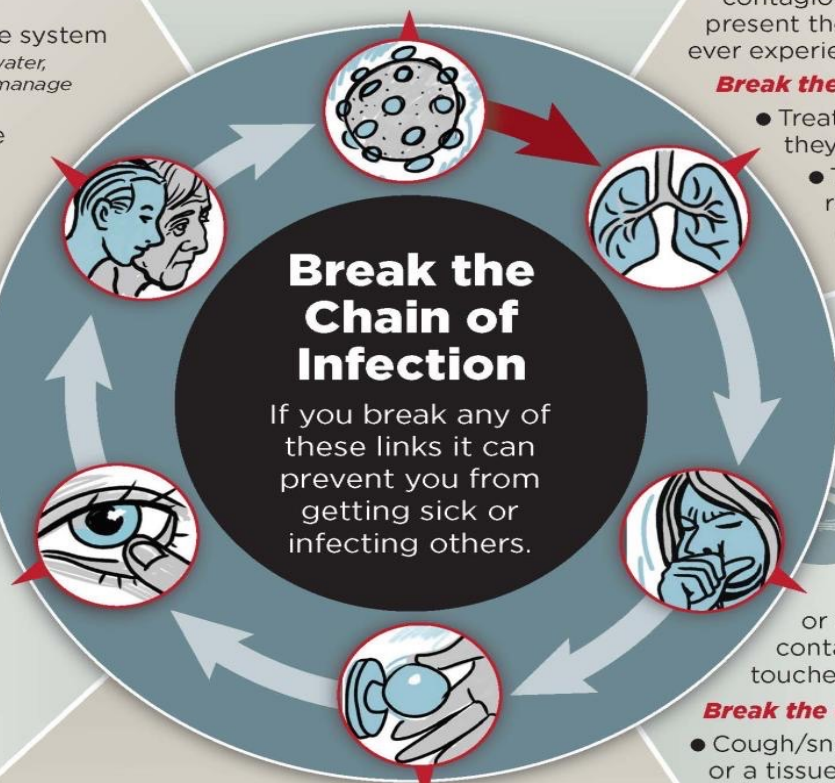 e system
water,
manage
e
contagio
present the
ever experie
Break the
● Treat
they
● T
r
Break the
Chain of
Infection
If you break any of
these links it can
prevent you from
getting sick or
infecting others.
or
conta
touche
Break the
● Cough/sn
or a tissue